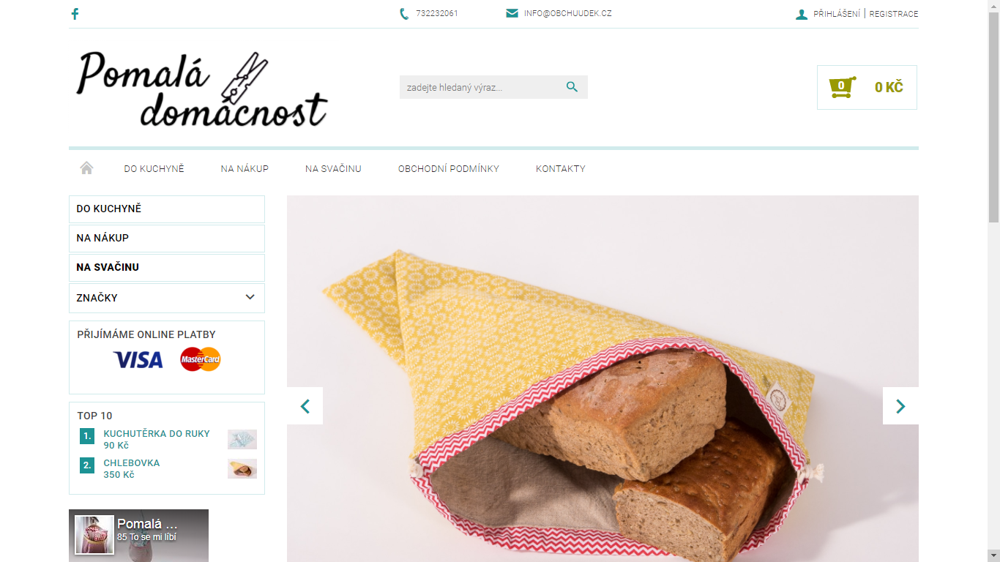 732232061
INFO@OBCHUUDEK.CZ
PŘIHLÁŠENÍ | REGISTRACE
Pomalá
domácnost
zadejte hledaný výraz...
0
0 KČ
DO KUCHYNĚ
NA NÁKUP
NA SVAČINU
OBCHODNÍ PODMÍNKY
KONTAKTY
DO KUCHYNĚ
NA NÁKUP
NA SVAČINU
ZNAČKY
PŘIJÍMÁME ONLINE PLATBY
VISA
MasterCard
TOP 10
1. KUCHUTĚRKA DO RUKY
90 Kč
2. CHLEBOVKA
350 Kč
Pomalá ...
85 To se mi líbí